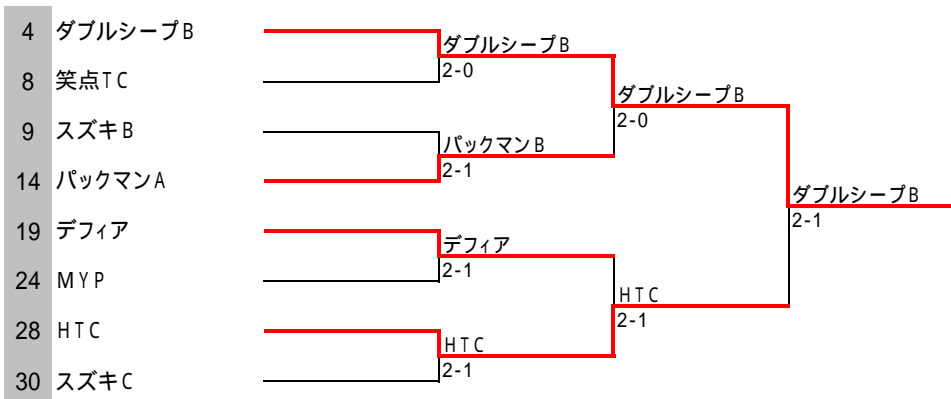 4 ダブルシープB
8 笑点TC
9 スズキB
14 パックマンA
19 デフィア
24 MYP
28 HTC
30 スズキC
ダブルシープB
2-0
パックマンB
2-1
デフィア
2-1
HTC
2-1
ダブルシープB
2-0
HTC
2-1
ダブルシープB
2-1